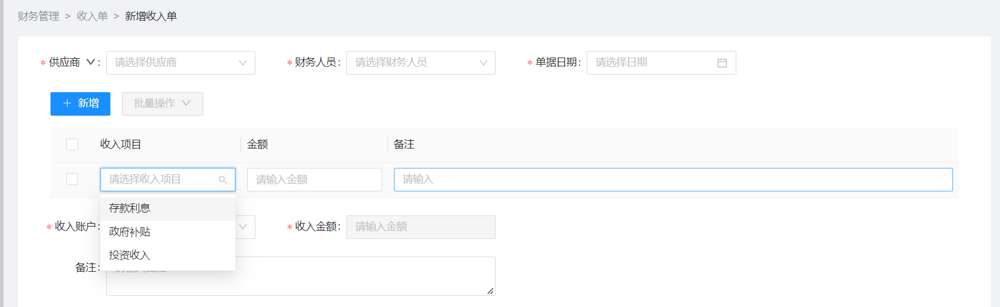 财务管理 > 收入单 > 新增收入单
* 供应商 : 请选择供应商 * 财务人员: 请选择财务人员 * 单据日期: 请选择日期
新增 批量操作
收入项目 金额 备注
请选择收入项目 请输入金额 请输入
存款利息
* 收入账户: * 收入金额: 请输入金额
政府补贴
投资收入
备注: